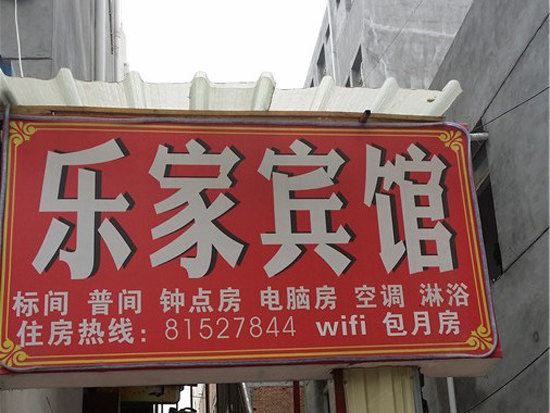 乐家宾馆
标间 普间 钟点房 电脑房 空调 淋浴
住房热线：81527844 wifi 包月房